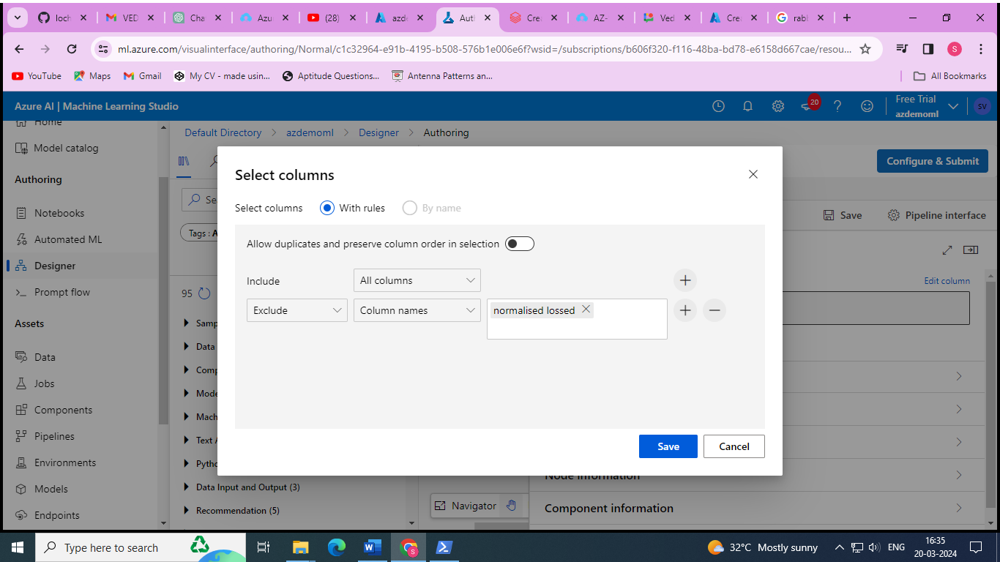 loch
VED
Cha
Azu
(28)
azde
Aut
Cre
AZ-
Ved
Cre
rabl
ml.azure.com/visualinterface/authoring/Normal/c1c32964-e91b-4195-b508-576b1e006e6f?wsid=/subscriptions/b606f320-f116-48ba-bd78-e6158d667cae/resou...
S
YouTube
Maps
Gmail
My CV - made usin...
Aptitude Questions...
Antenna Patterns an...
All Bookmarks
Azure AI | Machine Learning Studio
20
Free Trial
azdemoml
SV
Home
Default Directory > azdemoml > Designer > Authoring
Model catalog
Configure & Submit
Select columns
Authoring
Sea
Select columns
With rules
By name
Notebooks
Save
Pipeline interface
Tags : A
Automated ML
Allow duplicates and preserve column order in selection
Designer
Include
All columns
Edit column
Prompt flow
95
Exclude
Column names
normalised lossed
Assets
Samp
Data
Data
Comp
Jobs
Mode
Components
Mach
Pipelines
Text A
Save
Cancel
Environments
Pytho
Node information
Models
Data Input and Output (3)
Navigator
Component information
Endpoints
Recommendation (5)
Type here to search
32°C Mostly sunny
ENG
16:35
20-03-2024